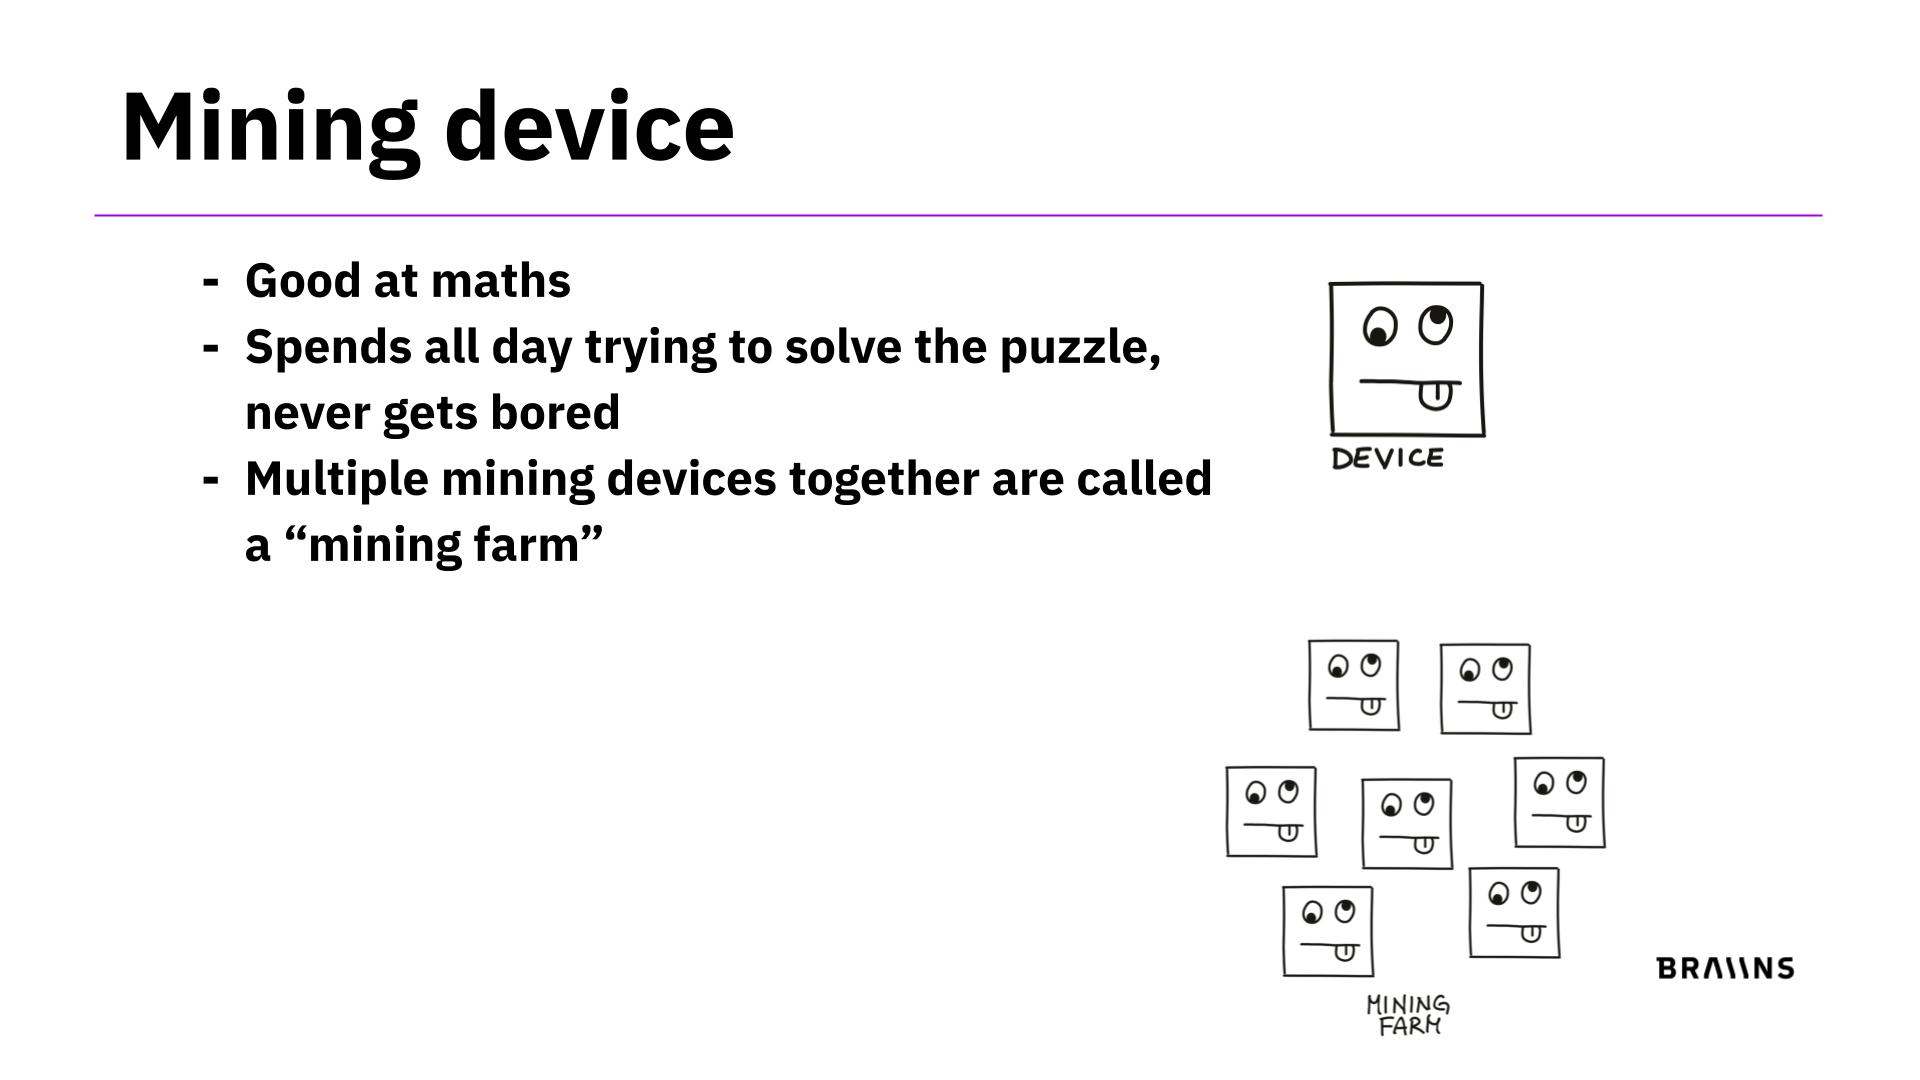 Mining device
- Good at maths
- Spends all day trying to solve the puzzle,
never gets bored
- Multiple mining devices together are called
a “mining farm”
DEVICE
MINING
FARM
BRAIINS